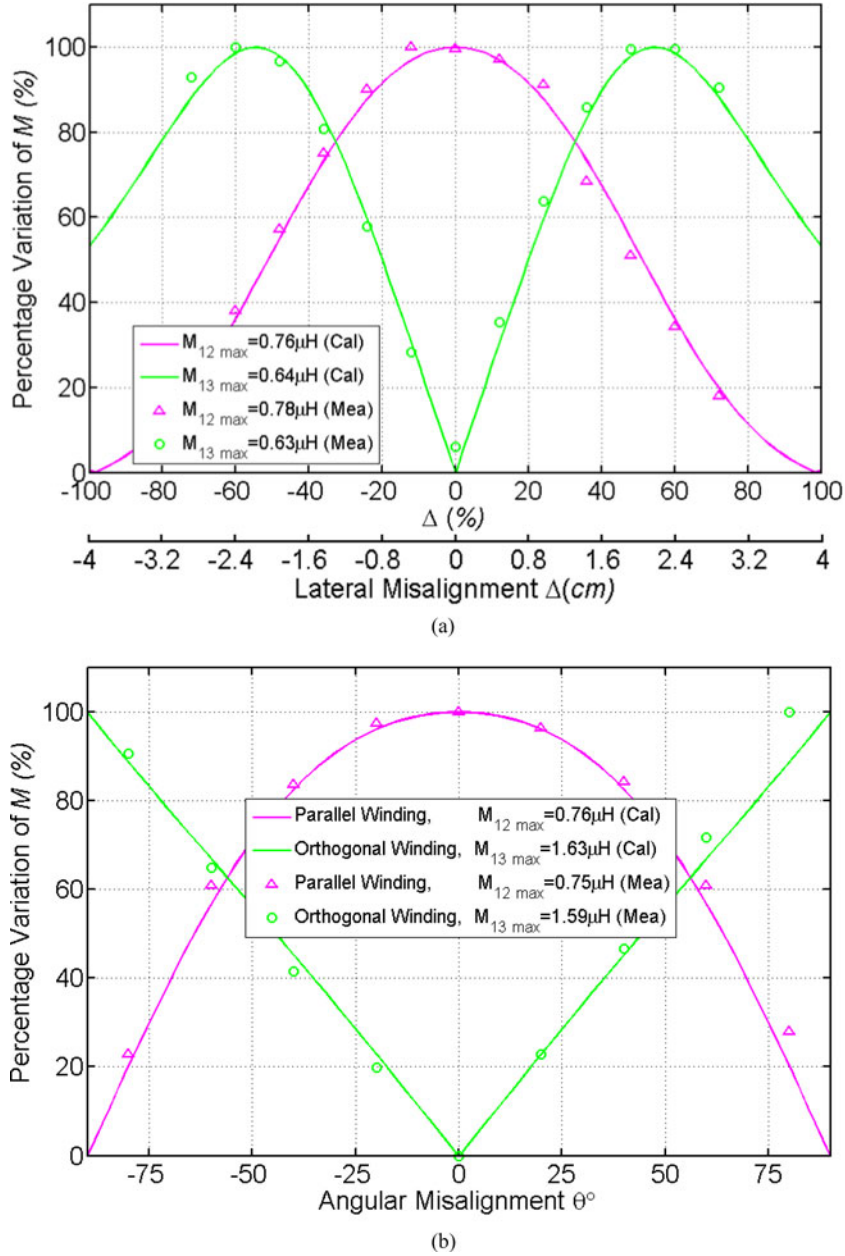 Percentage Variation of M (%)
100
80
60
40
20
0
M12 max=0.76μH (Cal)
M13 max=0.64μH (Cal)
M12 max=0.78μH (Mea)
M13 max=0.63μH (Mea)
-100 -80 -60 -40 -20 0 20 40 60 80 100
Δ (%)
-4 -3.2 -2.4 -1.6 -0.8 0 0.8 1.6 2.4 3.2 4
Lateral Misalignment Δ(cm)
(a)
Percentage Variation of M (%)
100
80
60
40
20
0
Parallel Winding, M12 max=0.76μH (Cal)
Orthogonal Winding, M13 max=1.63μH (Cal)
Parallel Winding, M12 max=0.75μH (Mea)
Orthogonal Winding, M13 max=1.59μH (Mea)
-75 -50 -25 0 25 50 75
Angular Misalignment θ°
(b)